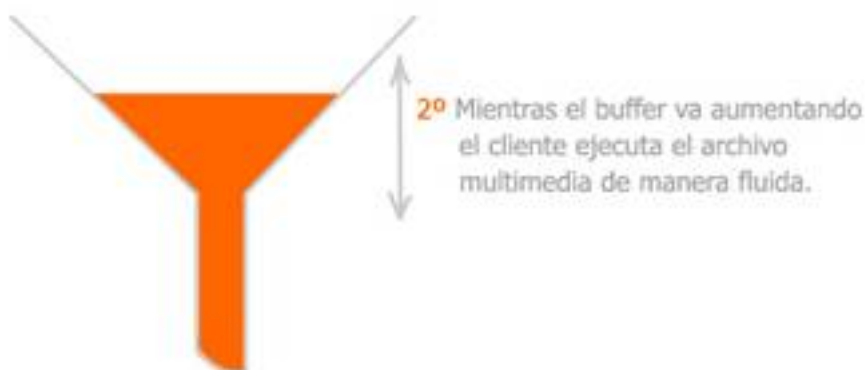 2º Mientras el buffer va aumentando
el cliente ejecuta el archivo
multimedia de manera fluida.